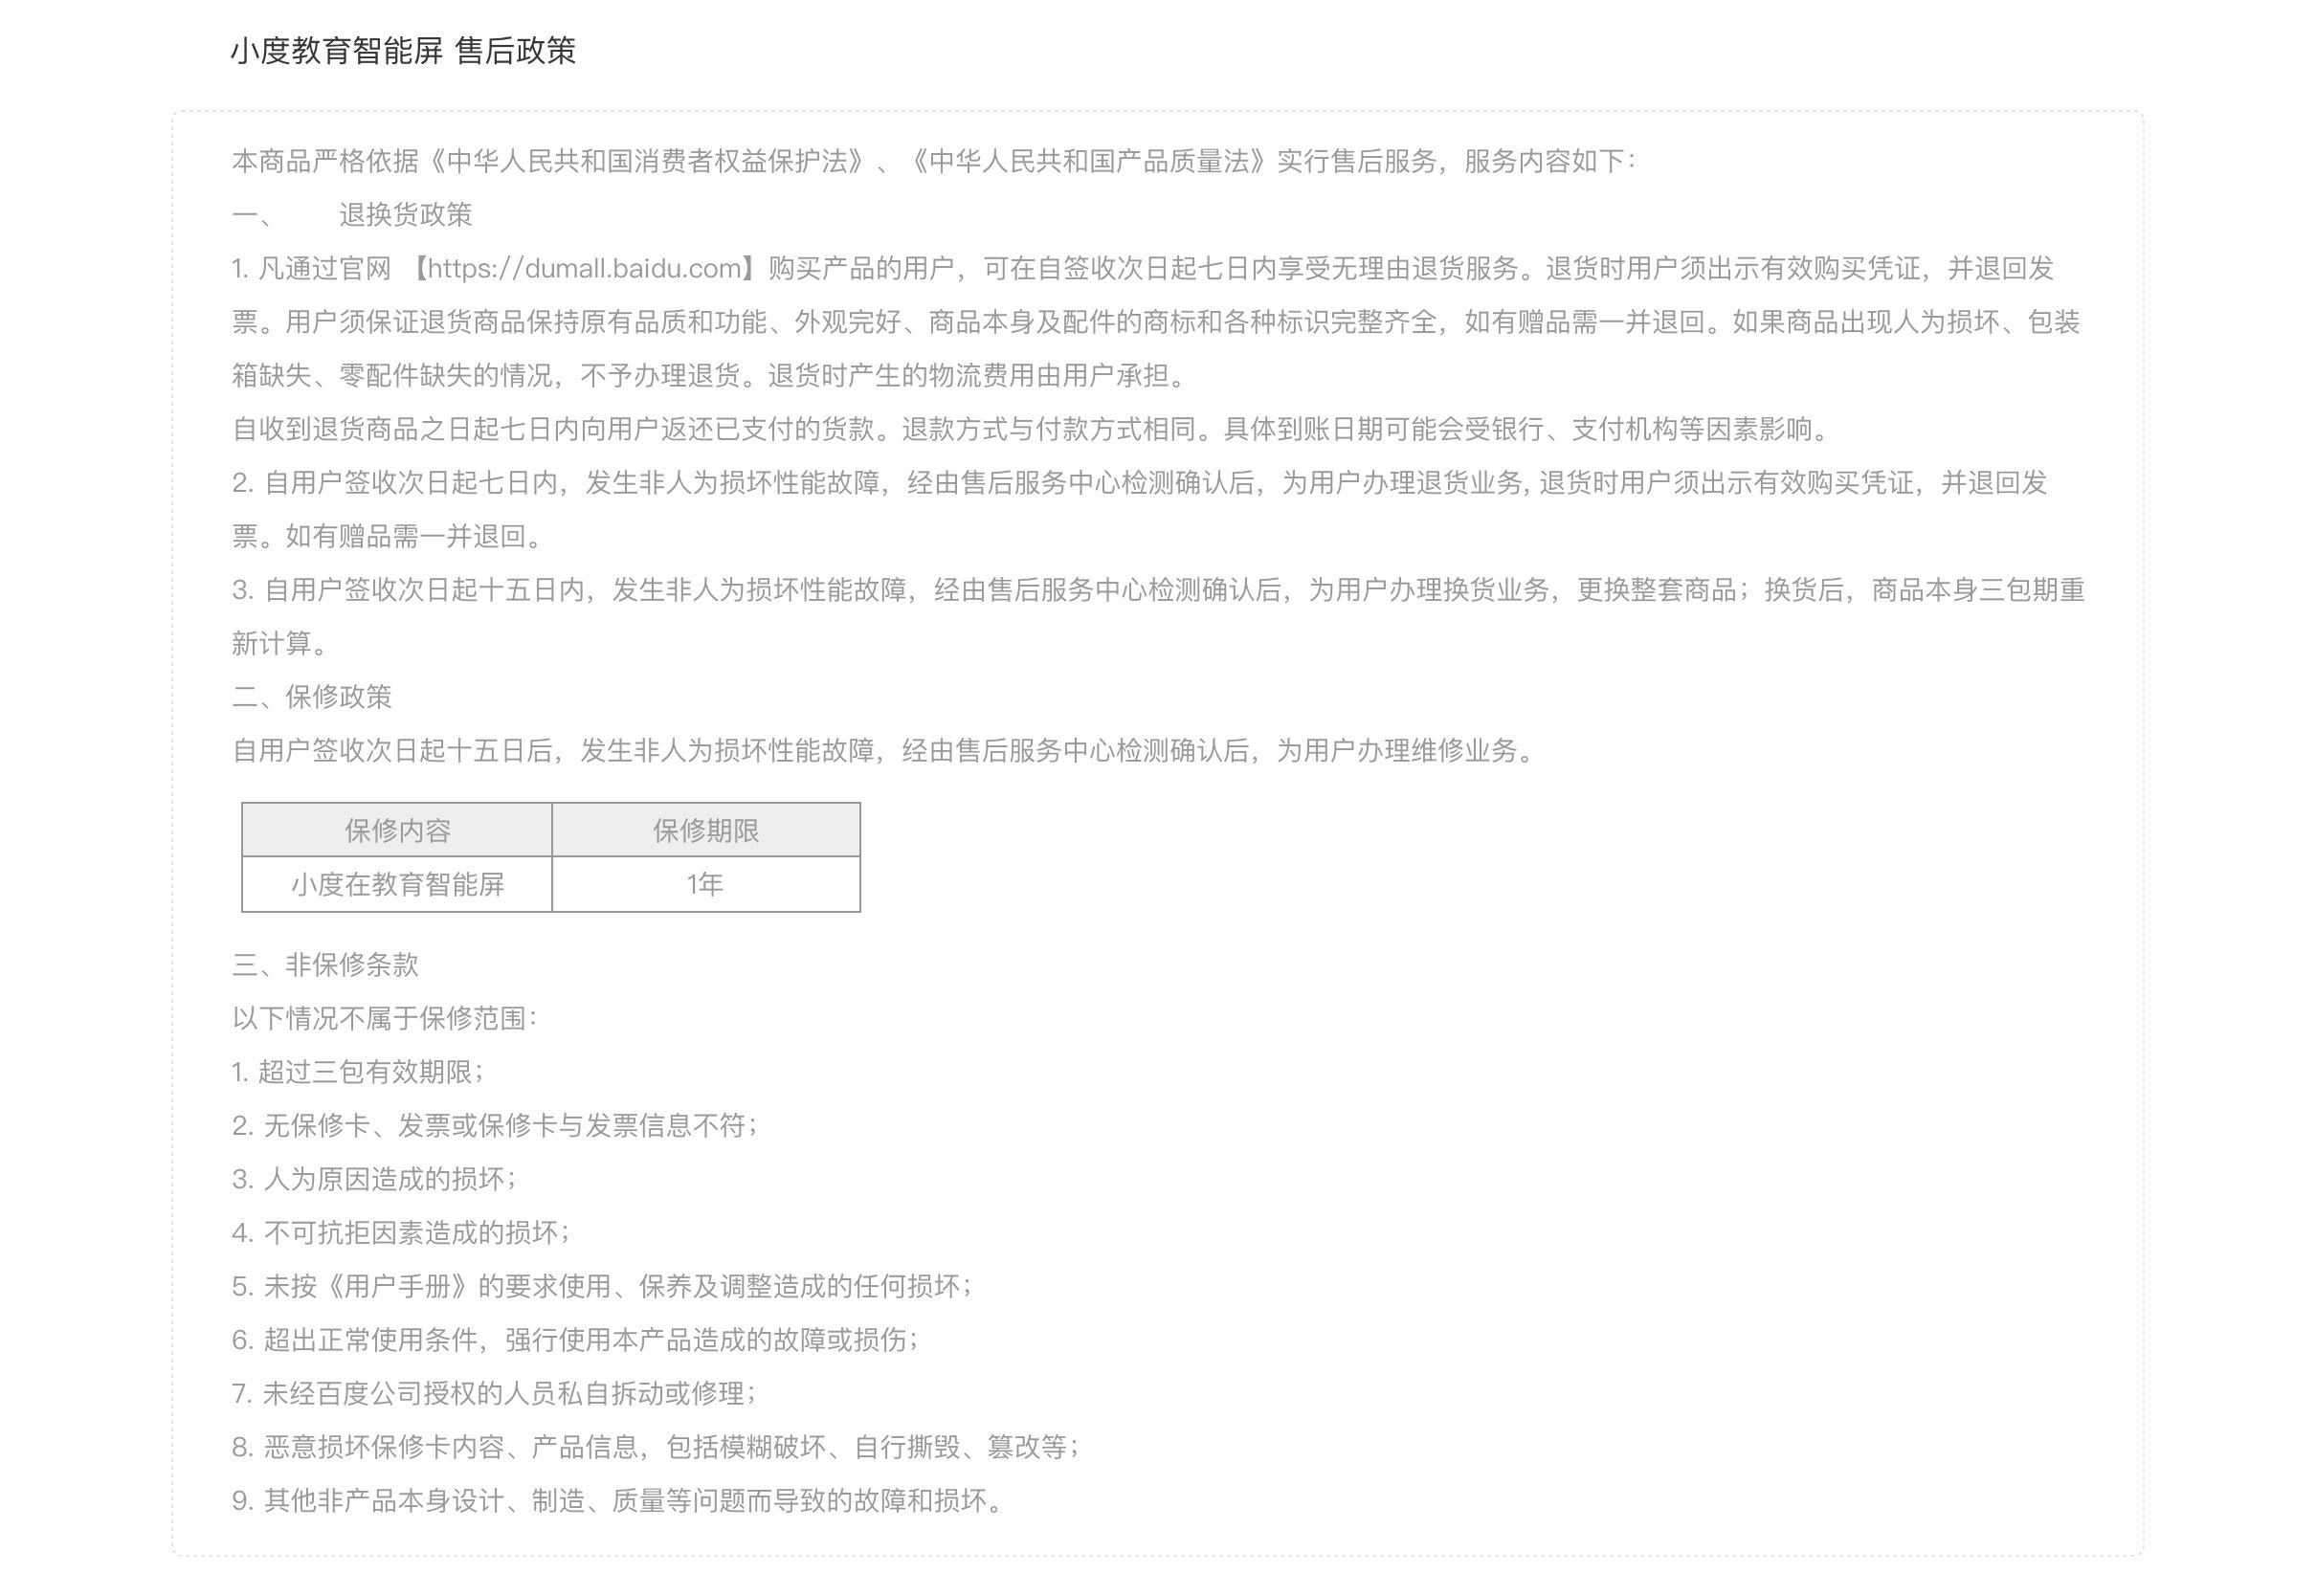 小度教育智能屏 售后政策
本商品严格依据《中华人民共和国消费者权益保护法》、《中华人民共和国产品质量法》实行售后服务，服务内容如下：
一、 退换货政策
1. 凡通过官网 【https://dumall.baidu.com】购买产品的用户，可在自签收次日起七日内享受无理由退货服务。退货时用户须出示有效购买凭证，并退回发
票。用户须保证退货商品保持原有品质和功能、外观完好、商品本身及配件的商标和各种标识完整齐全，如有赠品需一并退回。如果商品出现人为损坏、包装
箱缺失、零配件缺失的情况，不予办理退货。退货时产生的物流费用由用户承担。
自收到退货商品之日起七日内向用户返还已支付的货款。退款方式与付款方式相同。具体到账日期可能会受银行、支付机构等因素影响。
2. 自用户签收次日起七日内，发生非人为损坏性能故障，经由售后服务中心检测确认后，为用户办理退货业务, 退货时用户须出示有效购买凭证，并退回发
票。如有赠品需一并退回。
3. 自用户签收次日起十五日内，发生非人为损坏性能故障，经由售后服务中心检测确认后，为用户办理换货业务，更换整套商品；换货后，商品本身三包期重
新计算。
二、保修政策
自用户签收次日起十五日后，发生非人为损坏性能故障，经由售后服务中心检测确认后，为用户办理维修业务。
保修内容 保修期限
小度在教育智能屏 1年
三、非保修条款
以下情况不属于保修范围：
1. 超过三包有效期限；
2. 无保修卡、发票或保修卡与发票信息不符；
3. 人为原因造成的损坏；
4. 不可抗拒因素造成的损坏；
5. 未按《用户手册》的要求使用、保养及调整造成的任何损坏；
6. 超出正常使用条件，强行使用本产品造成的故障或损伤；
7. 未经百度公司授权的人员私自拆动或修理；
8. 恶意损坏保修卡内容、产品信息，包括模糊破坏、自行撕毁、篡改等；
9. 其他非产品本身设计、制造、质量等问题而导致的故障和损坏。